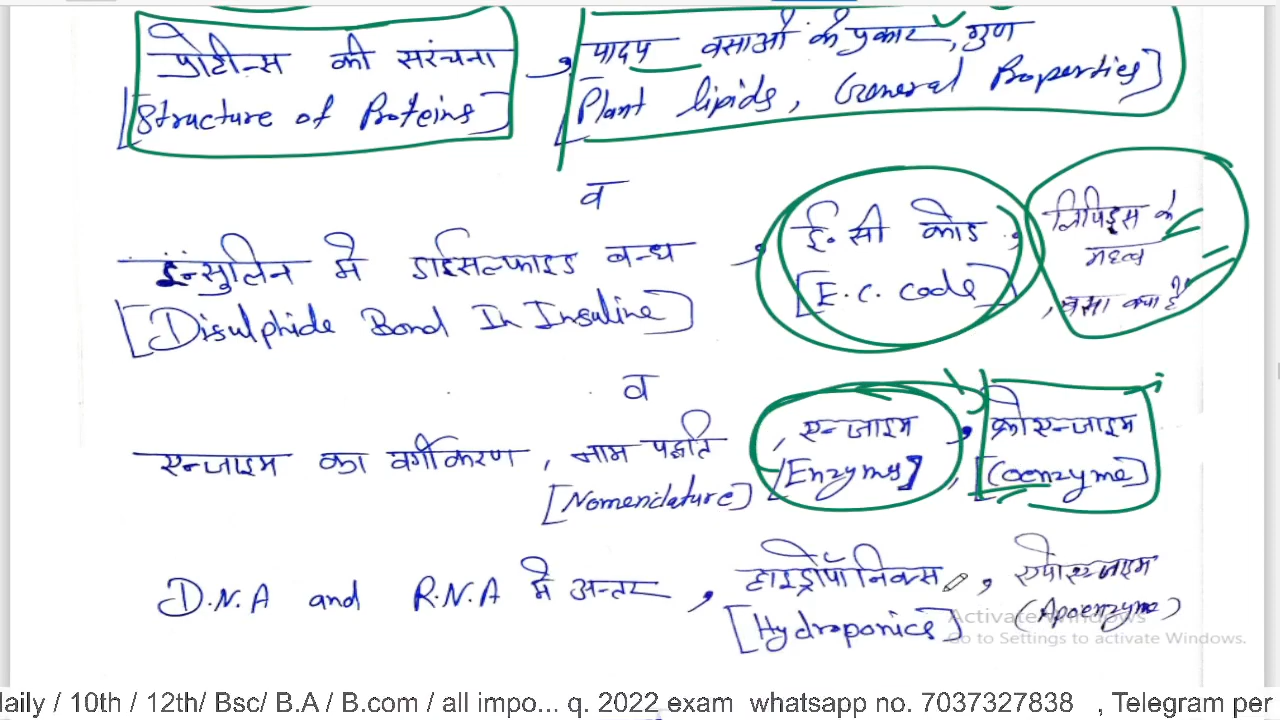 प्रोटीन्स की सरंचना , पादप वसाओं के प्रकार , गुण
[Structure of Proteins] [Plant lipids, General Properties]
व
इंन्सुलिन में डाईसल्फाइड बन्ध , ई.सी कोड , लिपिड्स के
महत्व
[Disulphide Bond In Insuline] [E.C. code] , वसा क्या है?
व
एन्जाइम का वर्गीकरण , नाम पद्धति , एन्जाइम , कोएन्जाइम
[Nomenclature] [Enzymes] , [Coenzyme]
D.N.A and R.N.A में अन्तर , हाइड्रोपॉनिक्स , एपोएन्जाइम
[Hydroponics] (Apoenzyme)
Activate Windows
Go to Settings to activate Windows.
daily / 10th / 12th/ Bsc/ B.A / B.com / all impo... q. 2022 exam whatsapp no. 7037327838 , Telegram per